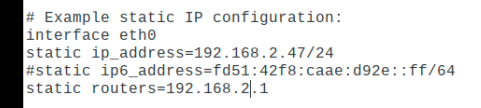 # Example static IP configuration:
interface eth0
static ip_address=192.168.2.47/24
#static ip6_address=fd51:42f8:caae:d92e::ff/64
static routers=192.168.2.1